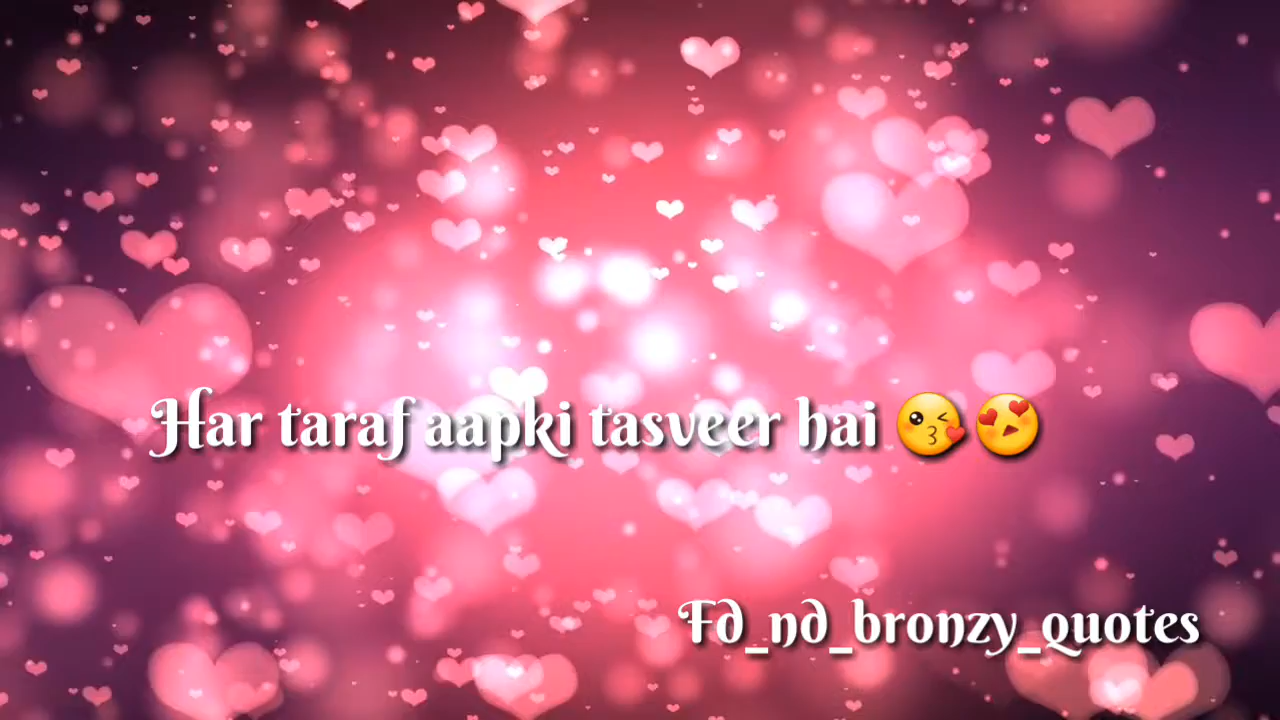 Har taraf aapki tasveer hai 😘😍
Fd_nd_bronzy_quotes